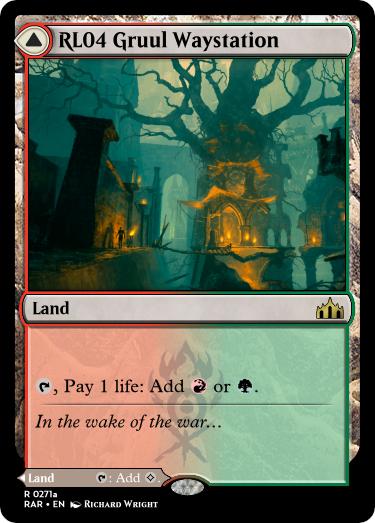 RL04 Gruul Waystation
Land
, Pay 1 life: Add or .
In the wake of the war…
Land : Add .
R 0271a
RAR • EN Richard Wright